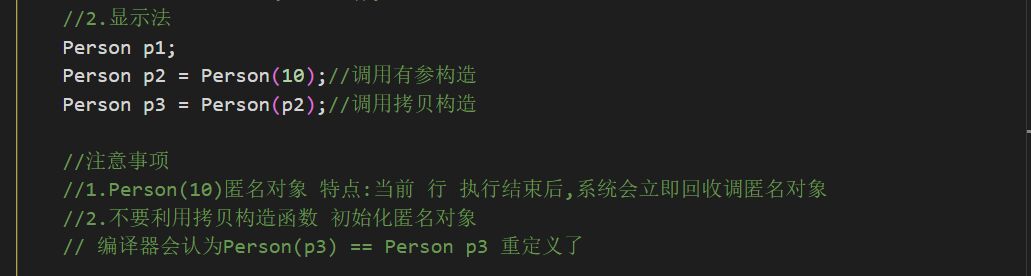 //2.显示法
Person p1;
Person p2 = Person(10);//调用有参构造
Person p3 = Person(p2);//调用拷贝构造
//注意事项
//1.Person(10)匿名对象 特点:当前 行 执行结束后,系统会立即回收调匿名对象
//2.不要利用拷贝构造函数 初始化匿名对象
// 编译器会认为Person(p3) == Person p3 重定义了